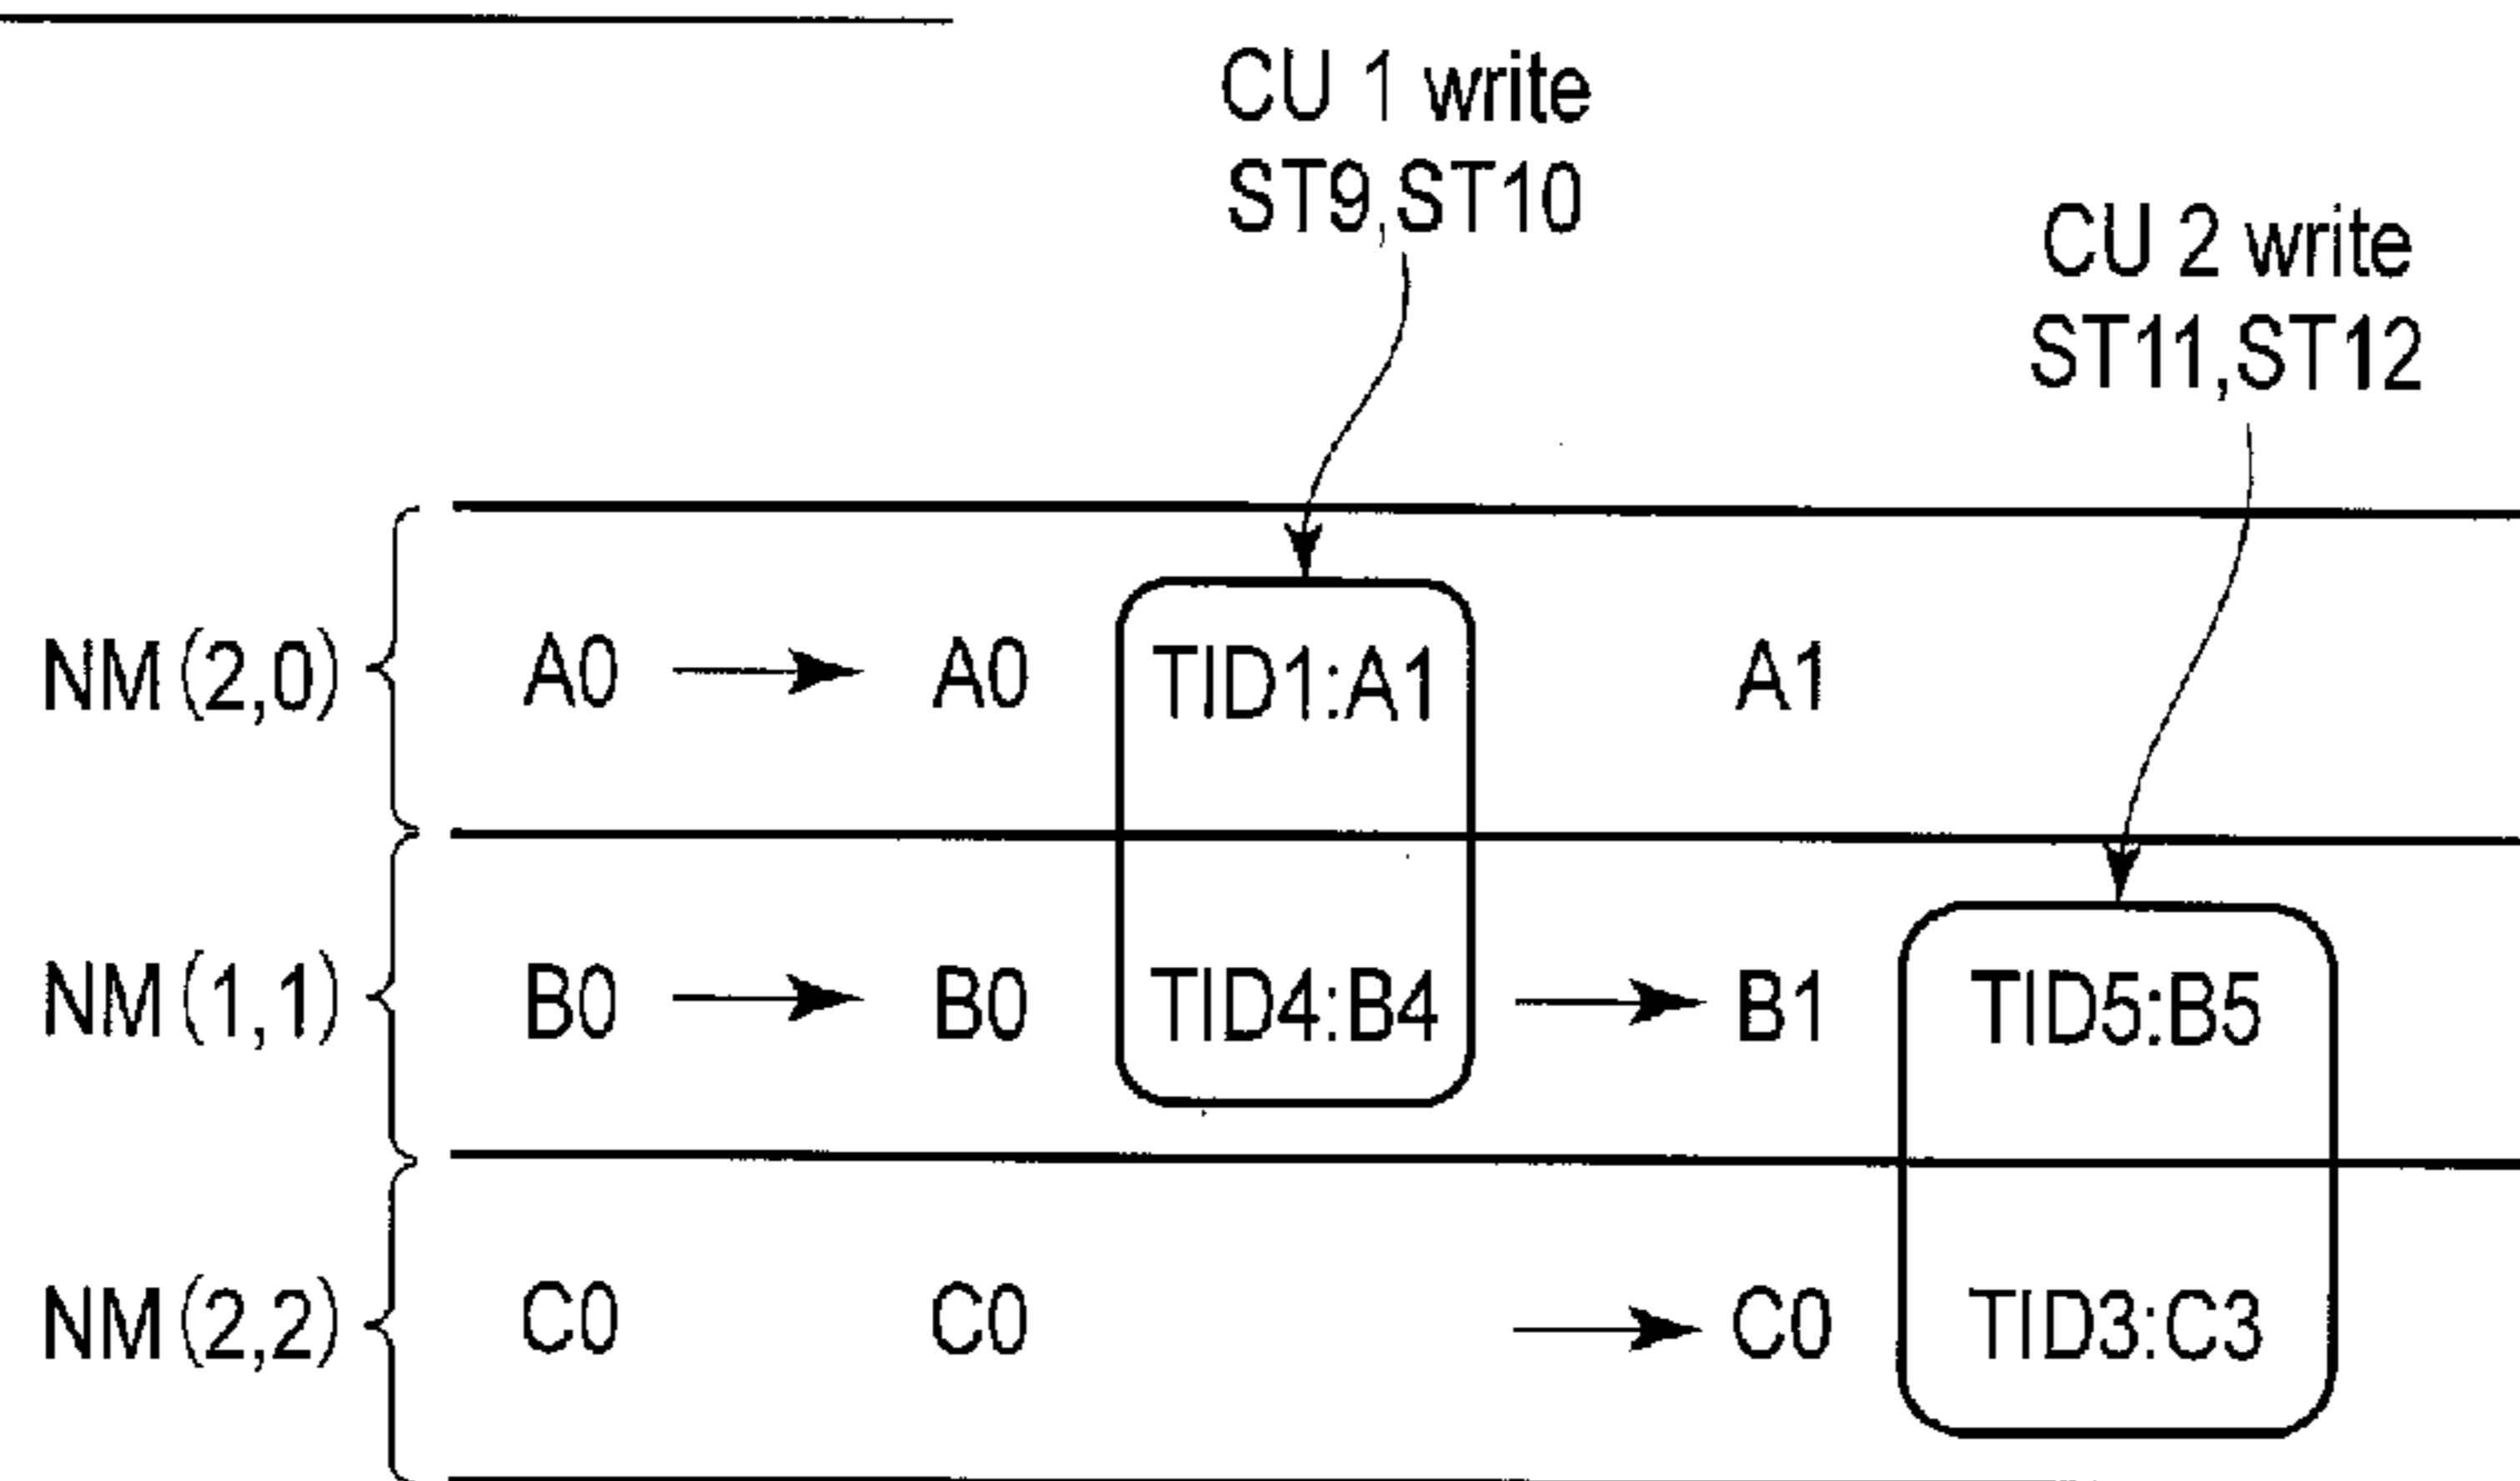 CU 1 write
ST9,ST10
CU 2 write
ST11,ST12
NM(2,0) A0 A0 TID1:A1 A1
NM(1,1) B0 B0 TID4:B4 B1 TID5:B5
NM(2,2) C0 C0 C0 TID3:C3